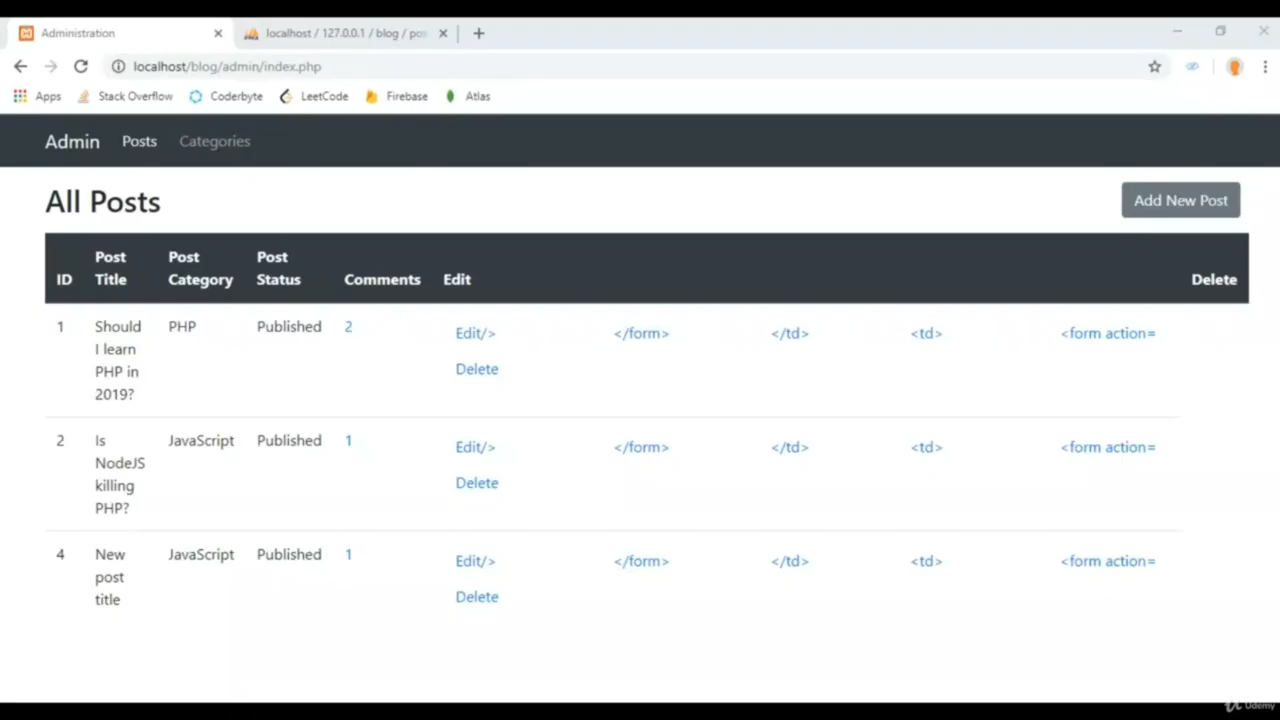 Administration
localhost / 127.0.0.1 / blog / pos
localhost/blog/admin/index.php
Apps Stack Overflow Coderbyte LeetCode Firebase Atlas
Admin Posts Categories
All Posts
Add New Post
ID Post Title Post Category Post Status Comments Edit Delete
1 Should PHP Published 2 Edit/> </form> </td> <td> <form action=
I learn
PHP in
2019?
Delete
2 Is JavaScript Published 1 Edit/> </form> </td> <td> <form action=
NodeJS
killing
PHP?
Delete
4 New JavaScript Published 1 Edit/> </form> </td> <td> <form action=
post
title
Delete
Udemy